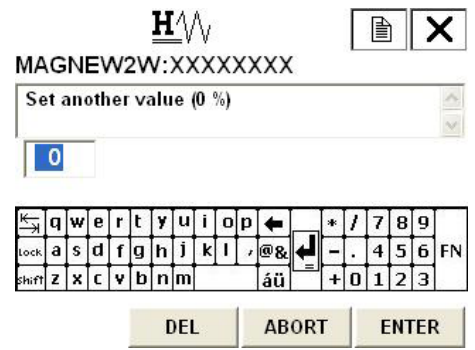 H
MAGNEW2W:XXXXXXXX
Set another value (0 %)
0
q w e r t y u i o p * / 7 8 9
Lock a s d f g h j k l , @& - . 4 5 6 FN
shift z x c v b n m áü = + 0 1 2 3
DEL ABORT ENTER